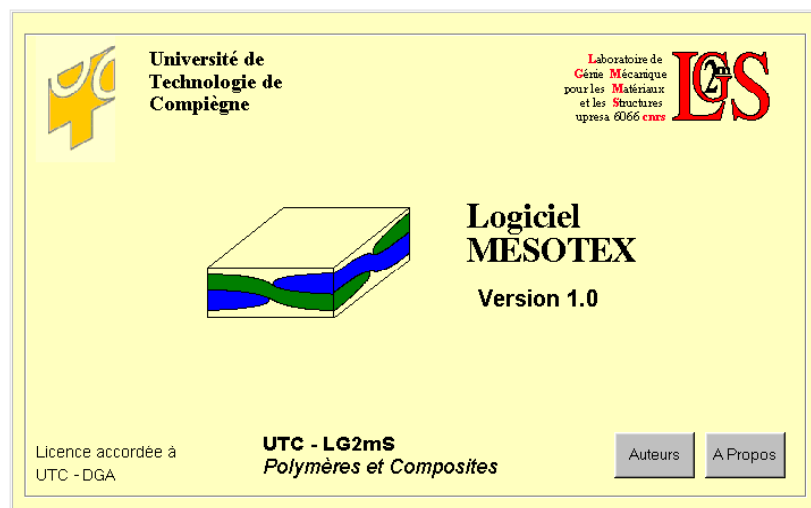 Université de
Technologie de
Compiègne
Laboratoire de
Génie Mécanique
pour les Matériaux
et les Structures
upresa 6066 cnrs
LG2mS
Logiciel
MESOTEX
Version 1.0
Licence accordée à
UTC - DGA
UTC - LG2mS
Polymères et Composites
Auteurs
A Propos